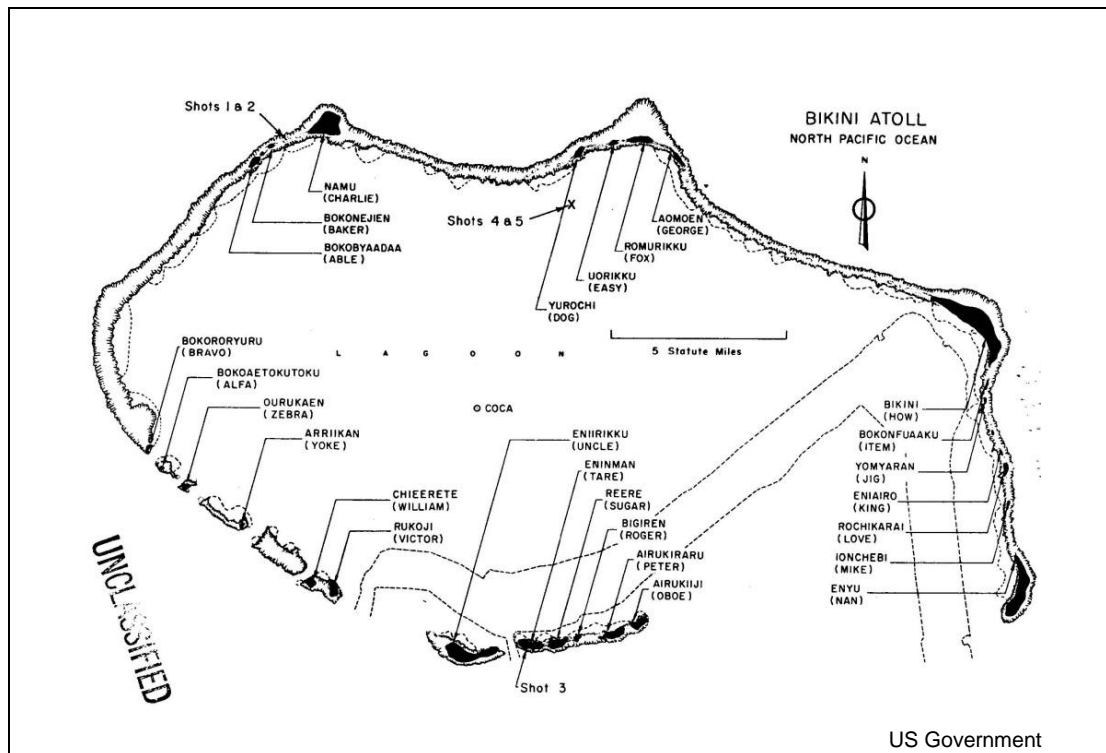 Shots 1 & 2
BIKINI ATOLL
NORTH PACIFIC OCEAN
N
NAMU
(CHARLIE)
BOKONEJIEN
(BAKER)
BOKOBYAADAA
(ABLE)
Shots 4 & 5
X
AOMOEN
(GEORGE)
ROMURIKKU
(FOX)
UORIKKU
(EASY)
YUROCHI
(DOG)
5 Statute Miles
LAGOON
COCA
BOKORORYURU
(BRAVO)
BOKOAETOKUTOKU
(ALFA)
OURUKAEN
(ZEBRA)
ARRIIKAN
(YOKE)
CHIEERETE
(WILLIAM)
RUKOJI
(VICTOR)
ENIIRIKKU
(UNCLE)
ENINMAN
(TARE)
REERE
(SUGAR)
BIGIREN
(ROGER)
AIRUKIRARU
(PETER)
AIRUKIIJI
(OBOE)
BIKINI
(HOW)
BOKONFUAAKU
(ITEM)
YOMYARAN
(JIG)
ENIAIRO
(KING)
ROCHIKARAI
(LOVE)
IONCHEBI
(MIKE)
ENYU
(NAN)
Shot 3
UNCLASSIFIED
US Government